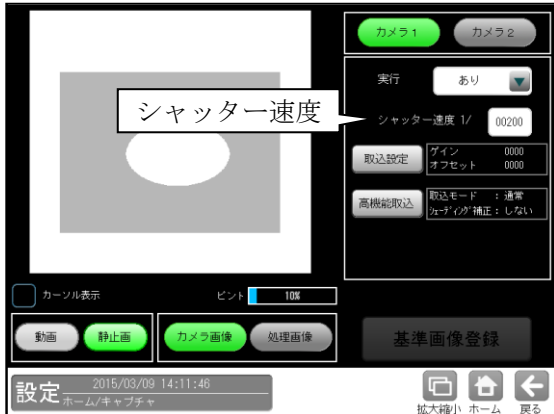 カメラ1
カメラ2
実行
あり
シャッター速度
シャッター速度 1/
00200
取込設定
ゲイン 0000
オフセット 0000
高機能取込
取込モード : 通常
シェーディング補正: しない
カーソル表示
ピント
10%
動画
静止画
カメラ画像
処理画像
基準画像登録
設定
2015/03/09 14:11:46
ホーム/キャプチャ
拡大縮小
ホーム
戻る